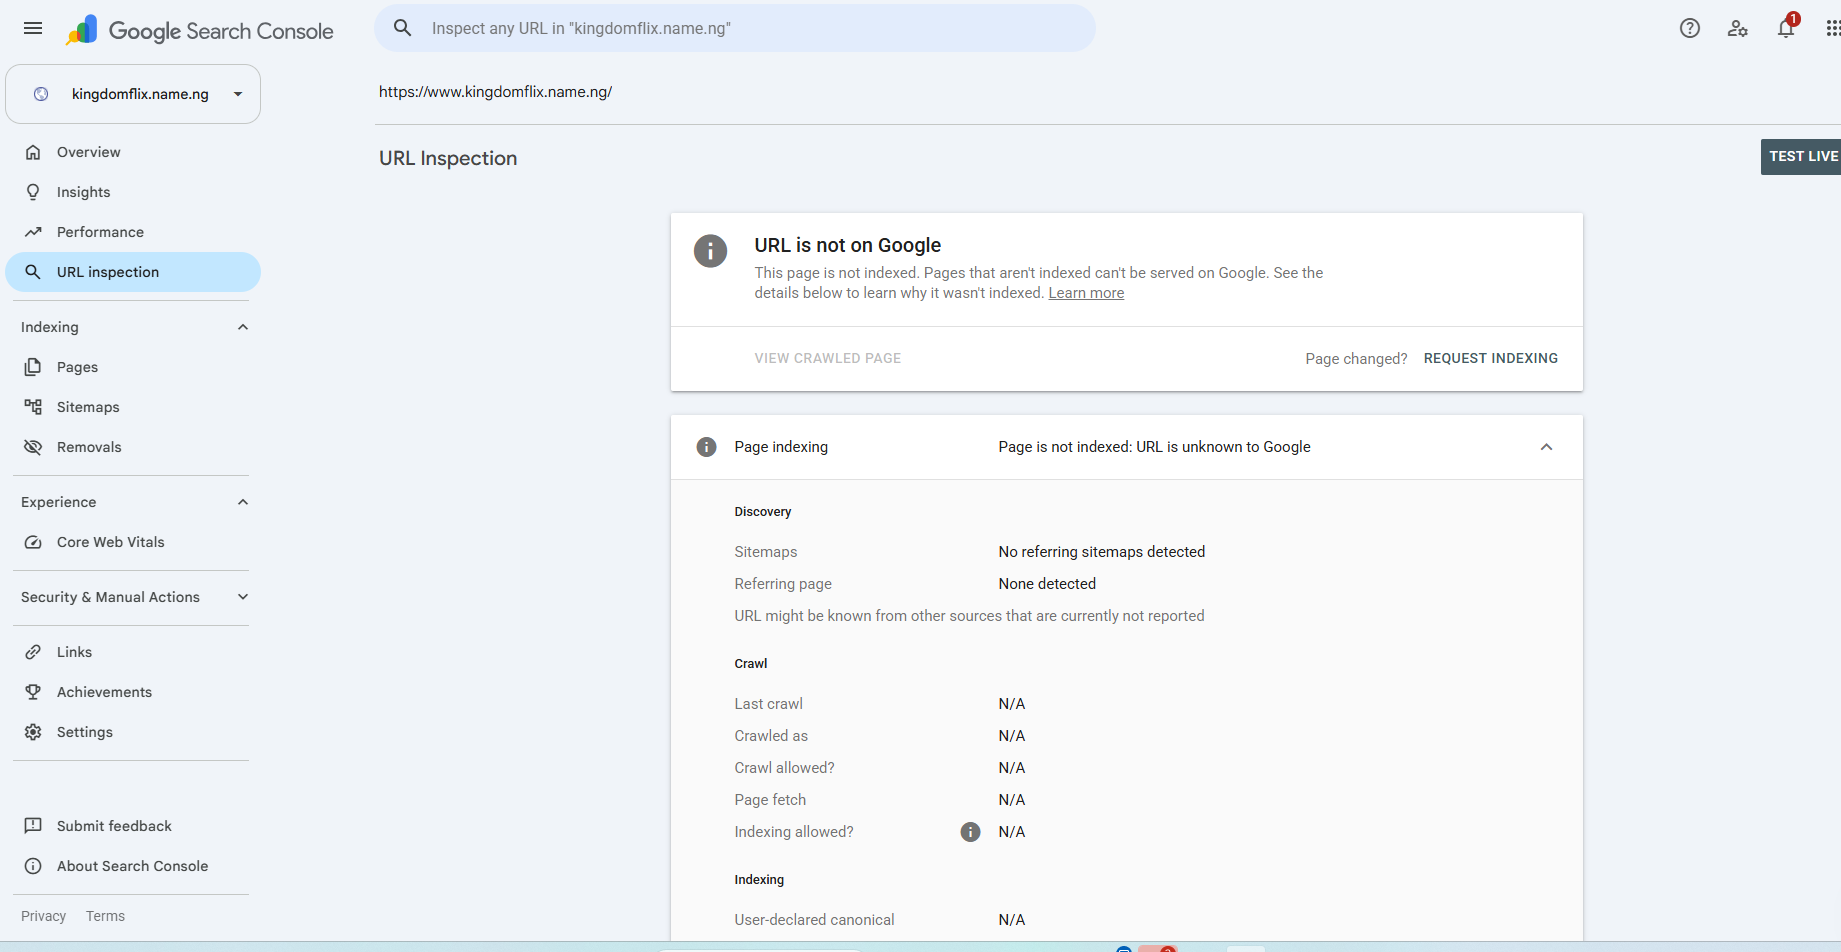 Google Search Console
Inspect any URL in "kingdomflix.name.ng"
1
kingdomflix.name.ng
https://www.kingdomflix.name.ng/
Overview
Insights
Performance
URL inspection
Indexing
Pages
Sitemaps
Removals
Experience
Core Web Vitals
Security & Manual Actions
Links
Achievements
Settings
Submit feedback
About Search Console
Privacy Terms
URL Inspection
TEST LIVE
URL is not on Google
This page is not indexed. Pages that aren't indexed can't be served on Google. See the
details below to learn why it wasn't indexed. Learn more
VIEW CRAWLED PAGE
Page changed? REQUEST INDEXING
Page indexing
Page is not indexed: URL is unknown to Google
Discovery
Sitemaps No referring sitemaps detected
Referring page None detected
URL might be known from other sources that are currently not reported
Crawl
Last crawl N/A
Crawled as N/A
Crawl allowed? N/A
Page fetch N/A
Indexing allowed? N/A
Indexing
User-declared canonical N/A